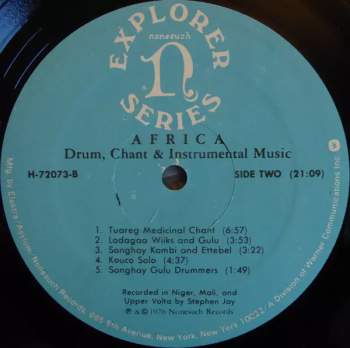 EXPLORER
nonesuch
n
SERIES
AFRICA
Drum, Chant & Instrumental Music
H-72073-B
SIDE TWO (21:09)
1. Tuareg Medicinal Chant (6:57)
2. Lodagaa Wiiks and Gulu (3:53)
3. Songhay Kombi and Ettebel (3:22)
4. Kouco Solo (4:37)
5. Songhay Gulu Drummers (1:49)
Recorded in Niger, Mali, and
Upper Volta by Stephen Jay
℗ & © 1976 Nonesuch Records
Mfg. by Elektra/Asylum/Nonesuch Records, 665 5th Avenue, New York, New York 10022/A Division of Warner Communications Inc.